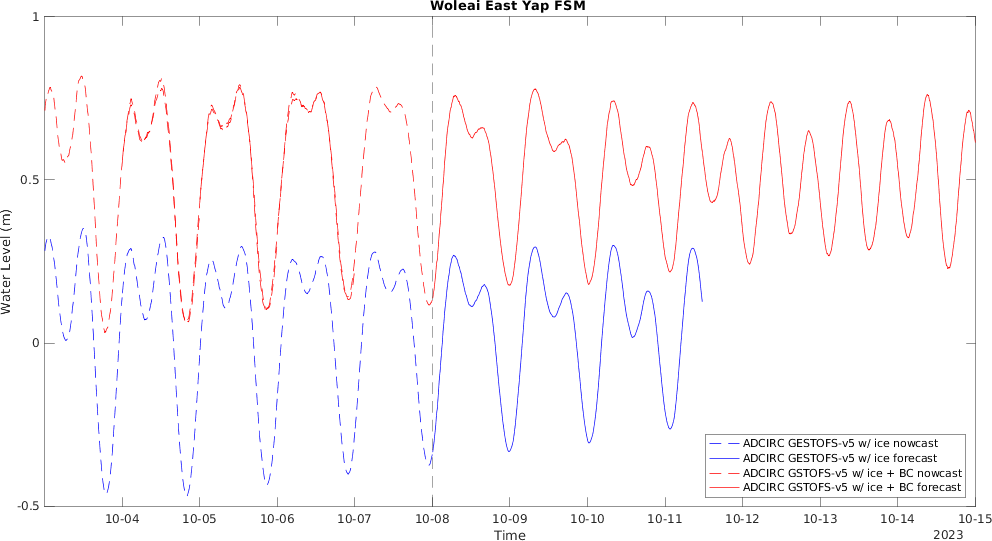 Woleai East Yap FSM
1
0.5
0
-0.5
Water Level (m)
10-04 10-05 10-06 10-07 10-08 10-09 10-10 10-11 10-12 10-13 10-14 10-15
Time
2023
ADCIRC GESTOFS-v5 w/ ice nowcast
ADCIRC GESTOFS-v5 w/ ice forecast
ADCIRC GSTOFS-v5 w/ ice + BC nowcast
ADCIRC GSTOFS-v5 w/ ice + BC forecast